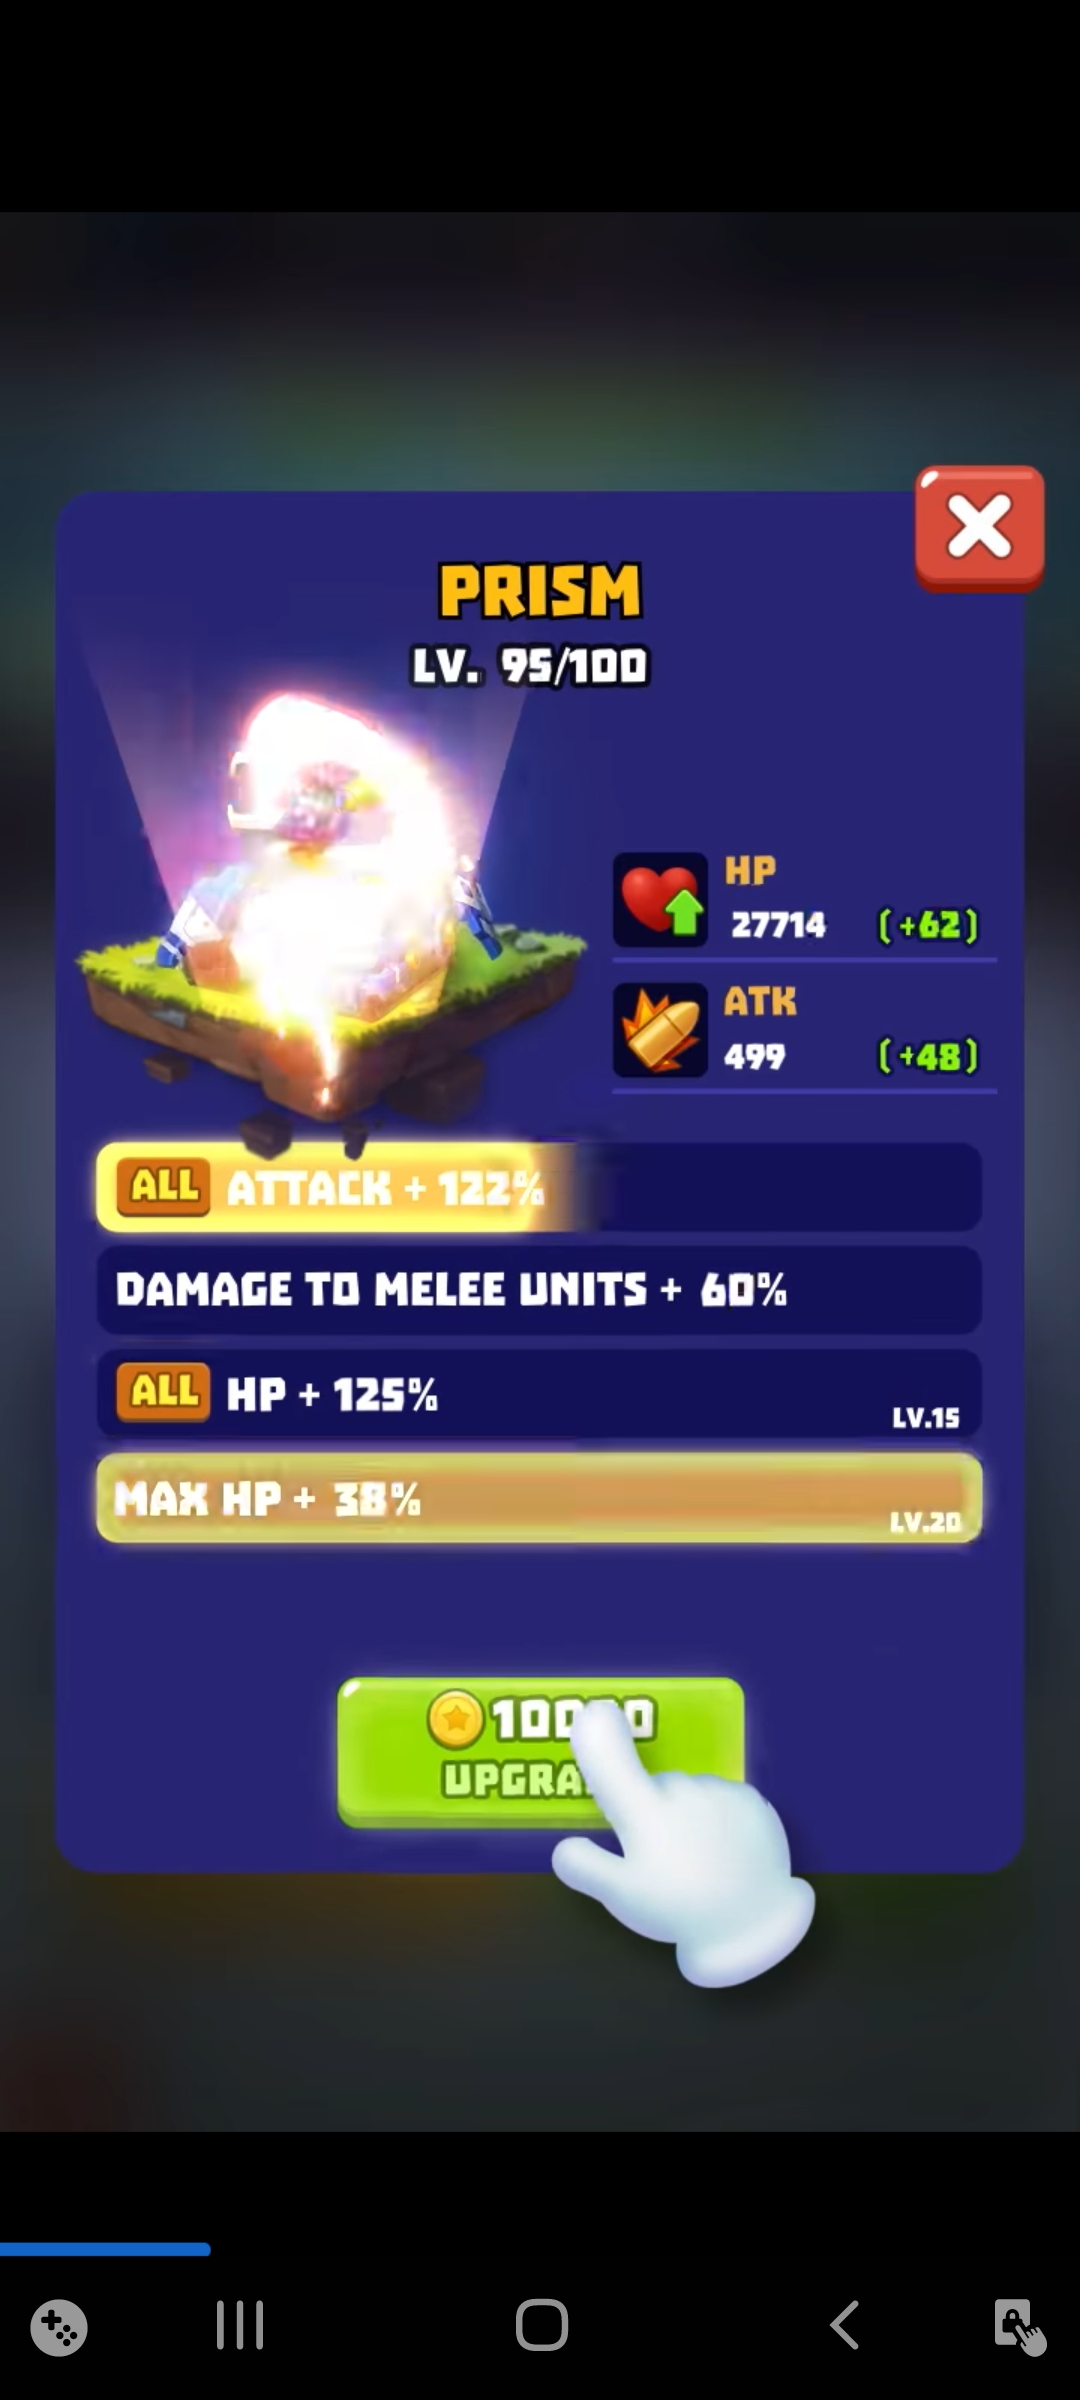 PRISM
LV. 95/100
HP
27714 (+62)
ATK
499 (+48)
ALL ATTACK + 122%
DAMAGE TO MELEE UNITS + 60%
ALL HP + 125%
LV.15
MAX HP + 38%
LV.20